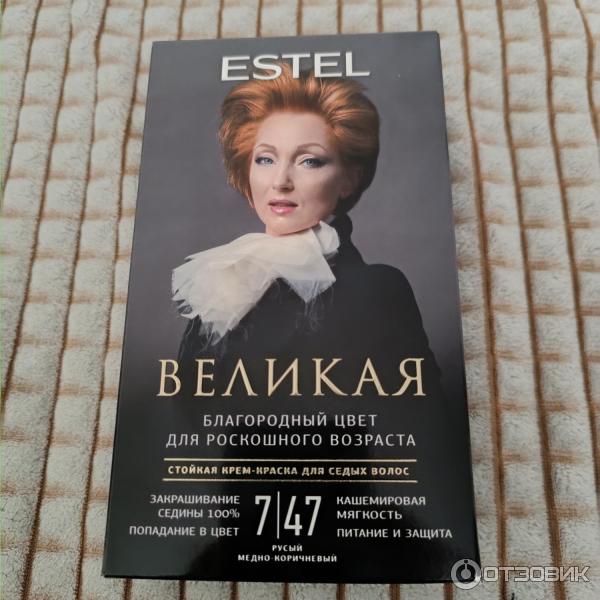 ESTEL
ВЕЛИКАЯ
БЛАГОРОДНЫЙ ЦВЕТ
ДЛЯ РОСКОШНОГО ВОЗРАСТА
СТОЙКАЯ КРЕМ-КРАСКА ДЛЯ СЕДЫХ ВОЛОС
ЗАКРАШИВАНИЕ
СЕДИНЫ 100%
ПОПАДАНИЕ В ЦВЕТ
7|47
РУСЫЙ
МЕДНО-КОРИЧНЕВЫЙ
КАШЕМИРОВАЯ
МЯГКОСТЬ
ПИТАНИЕ И ЗАЩИТА
ОТЗОВИК